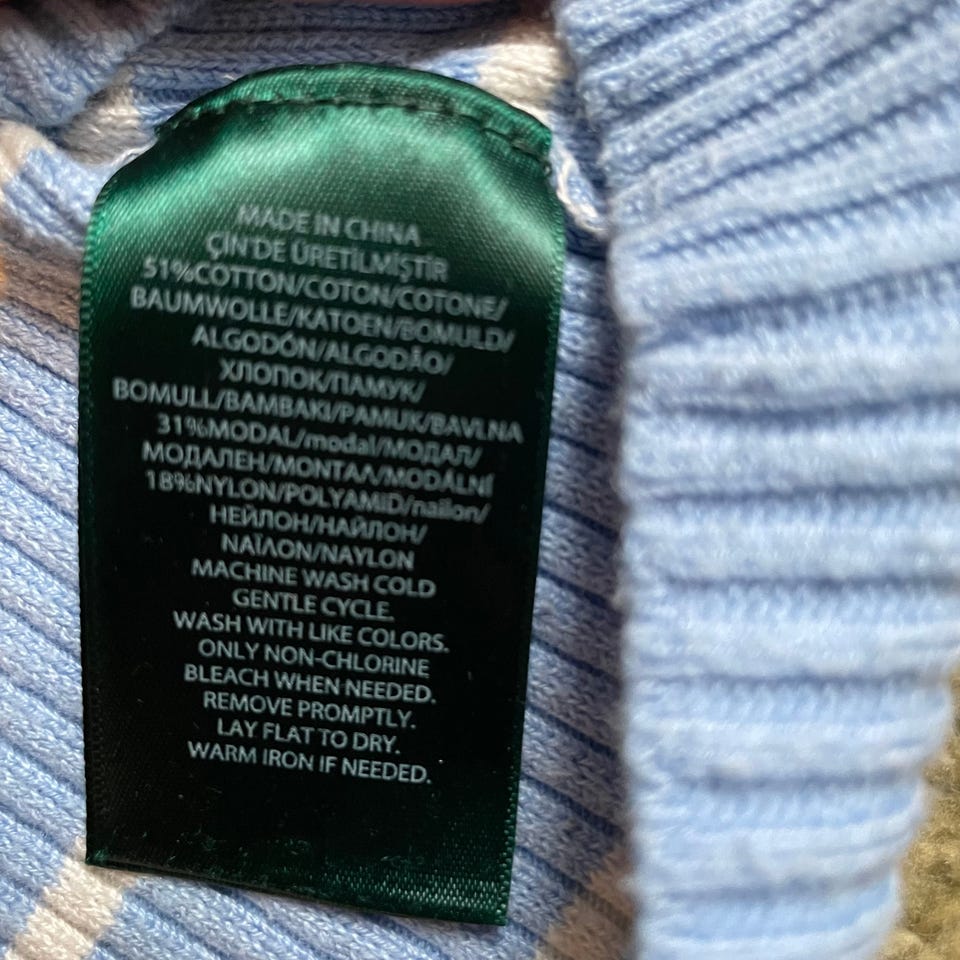 MADE IN CHINA
ÇİN'DE ÜRETİLMİŞTİR
51%COTTON/COTON/COTONE/
BAUMWOLLE/KATOEN/BOMULD/
ALGODÓN/ALGODÃO/
ХЛОПОК/ПАМУК/
BOMULL/BAMBAKI/PAMUK/BAVLNA
31%MODAL/modal/МОДАЛ/
МОДАЛЕН/ΜΟΝΤΑΛ/MODÁLNÍ
18%NYLON/POLYAMID/nailon/
НЕЙЛОН/НАЙЛОН/
ΝΑΪΛΟΝ/NAYLON
MACHINE WASH COLD
GENTLE CYCLE.
WASH WITH LIKE COLORS.
ONLY NON-CHLORINE
BLEACH WHEN NEEDED.
REMOVE PROMPTLY.
LAY FLAT TO DRY.
WARM IRON IF NEEDED.